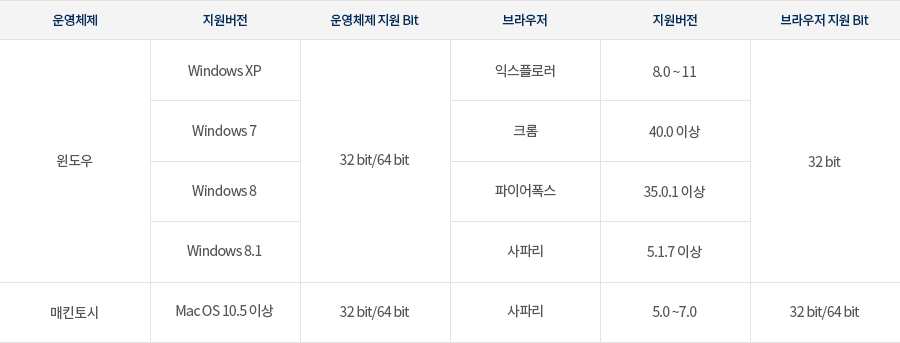 운영체제 지원버전 운영체제 지원 BIt 브라우저 지원버전 브라우저 지원 BIt
Windows XP 익스플로러 8.0 ~ 11
Windows 7 크롬 40.0 이상
윈도우 32 bit/64 bit 32 bit
Windows 8 파이어폭스 35.0.1 이상
Windows 8.1 사파리 5.1.7 이상
매킨토시 Mac OS 10.5 이상 32 bit/64 bit 사파리 5.0 ~7.0 32 bit/64 bit